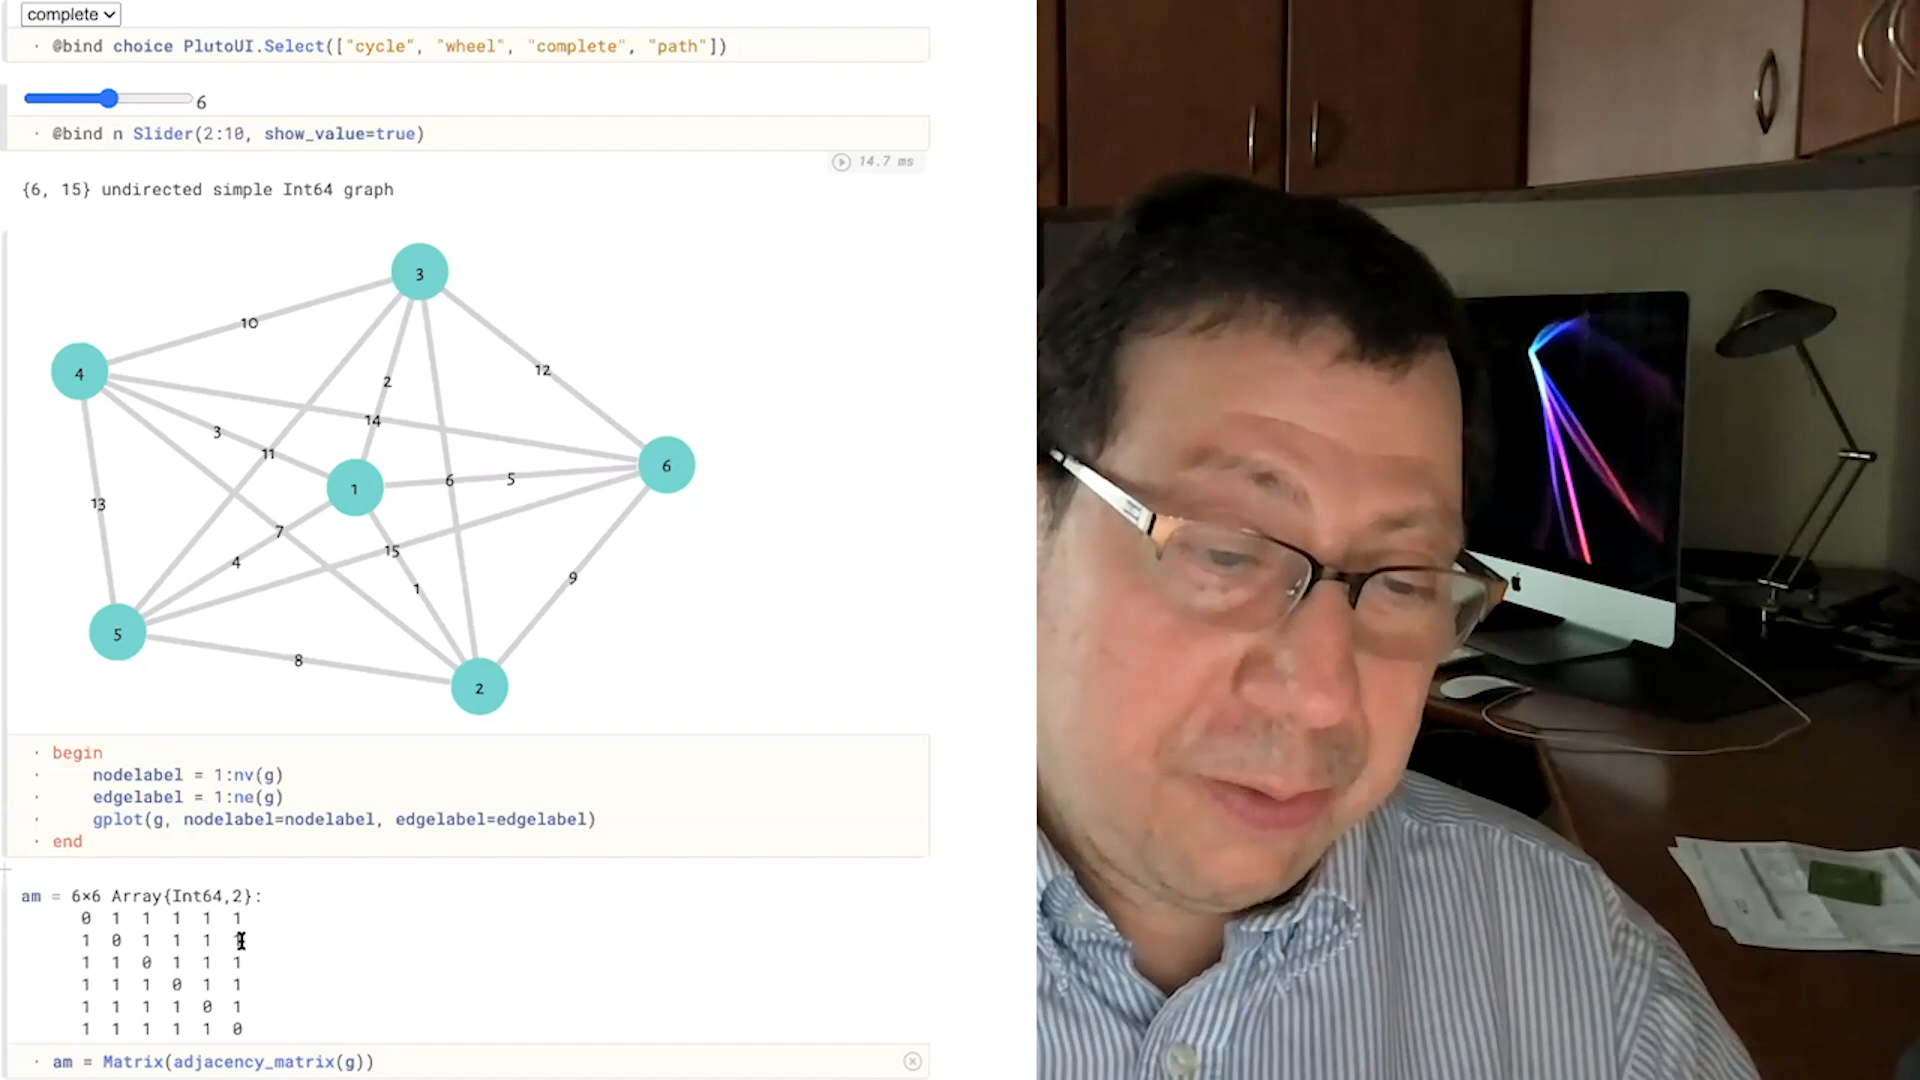 complete
@bind choice PlutoUI.Select(["cycle", "wheel", "complete", "path"])
6
@bind n Slider(2:10, show_value=true)
14.7 ms
{6, 15} undirected simple Int64 graph
3
10
4
12
2
14
3
11
6
1
6
5
13
7
15
4
9
1
5
8
2
begin
nodelabel = 1:nv(g)
edgelabel = 1:ne(g)
gplot(g, nodelabel=nodelabel, edgelabel=edgelabel)
end
am = 6×6 Array{Int64,2}:
0 1 1 1 1 1
1 0 1 1 1 1
1 1 0 1 1 1
1 1 1 0 1 1
1 1 1 1 0 1
1 1 1 1 1 0
am = Matrix(adjacency_matrix(g))